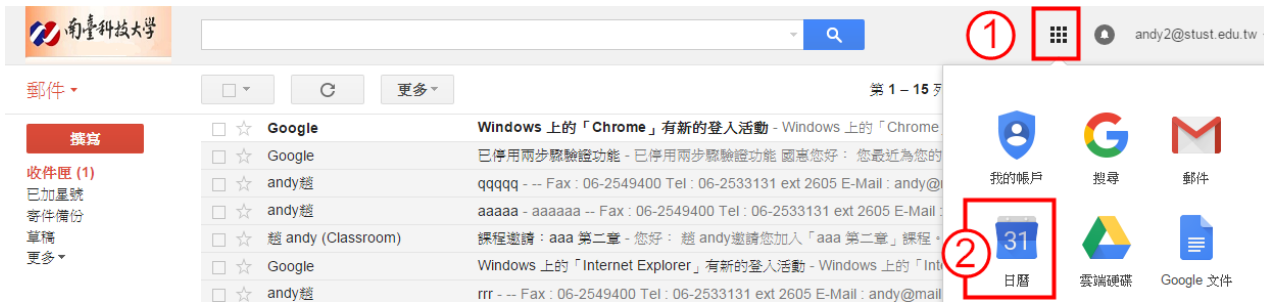 南臺科技大學
1
andy2@stust.edu.tw
郵件
更多
第 1 – 15 列
撰寫
收件匣 (1)
已加星號
寄件備份
草稿
更多
Google Windows 上的「Chrome」有新的登入活動 - Windows 上的「Chrome
Google 已停用兩步驟驗證功能 - 已停用兩步驟驗證功能 國惠您好： 您最近為您的
andy趙 qqqqq - -- Fax : 06-2549400 Tel : 06-2533131 ext 2605 E-Mail : andy@
andy趙 aaaaa - aaaaaa -- Fax : 06-2549400 Tel : 06-2533131 ext 2605 E-Mail :
趙 andy (Classroom) 課程邀請：aaa 第二章 - 您好： 趙 andy邀請您加入「aaa 第二章」課程。
Google Windows 上的「Internet Explorer」有新的登入活動 - Windows 上的「Int
andy趙 rrr - -- Fax : 06-2549400 Tel : 06-2533131 ext 2605 E-Mail : andy@mail
我的帳戶 搜尋 郵件
2
31
日曆 雲端硬碟 Google 文件